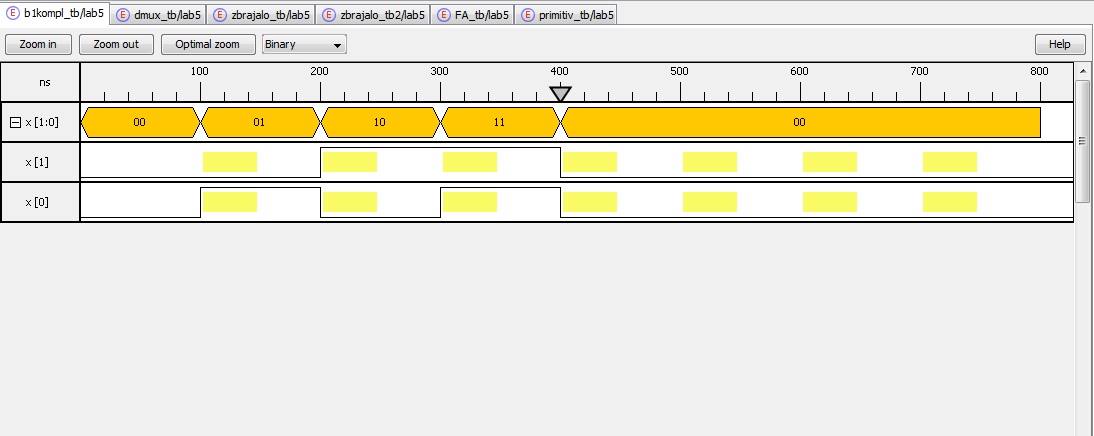 b1kompl_tb/lab5 dmux_tb/lab5 zbrajalo_tb/lab5 zbrajalo_tb2/lab5 FA_tb/lab5 primitiv_tb/lab5
Zoom in Zoom out Optimal zoom Binary Help
ns 100 200 300 400 500 600 700 800
x [1:0] 00 01 10 11 00
x [1]
x [0]